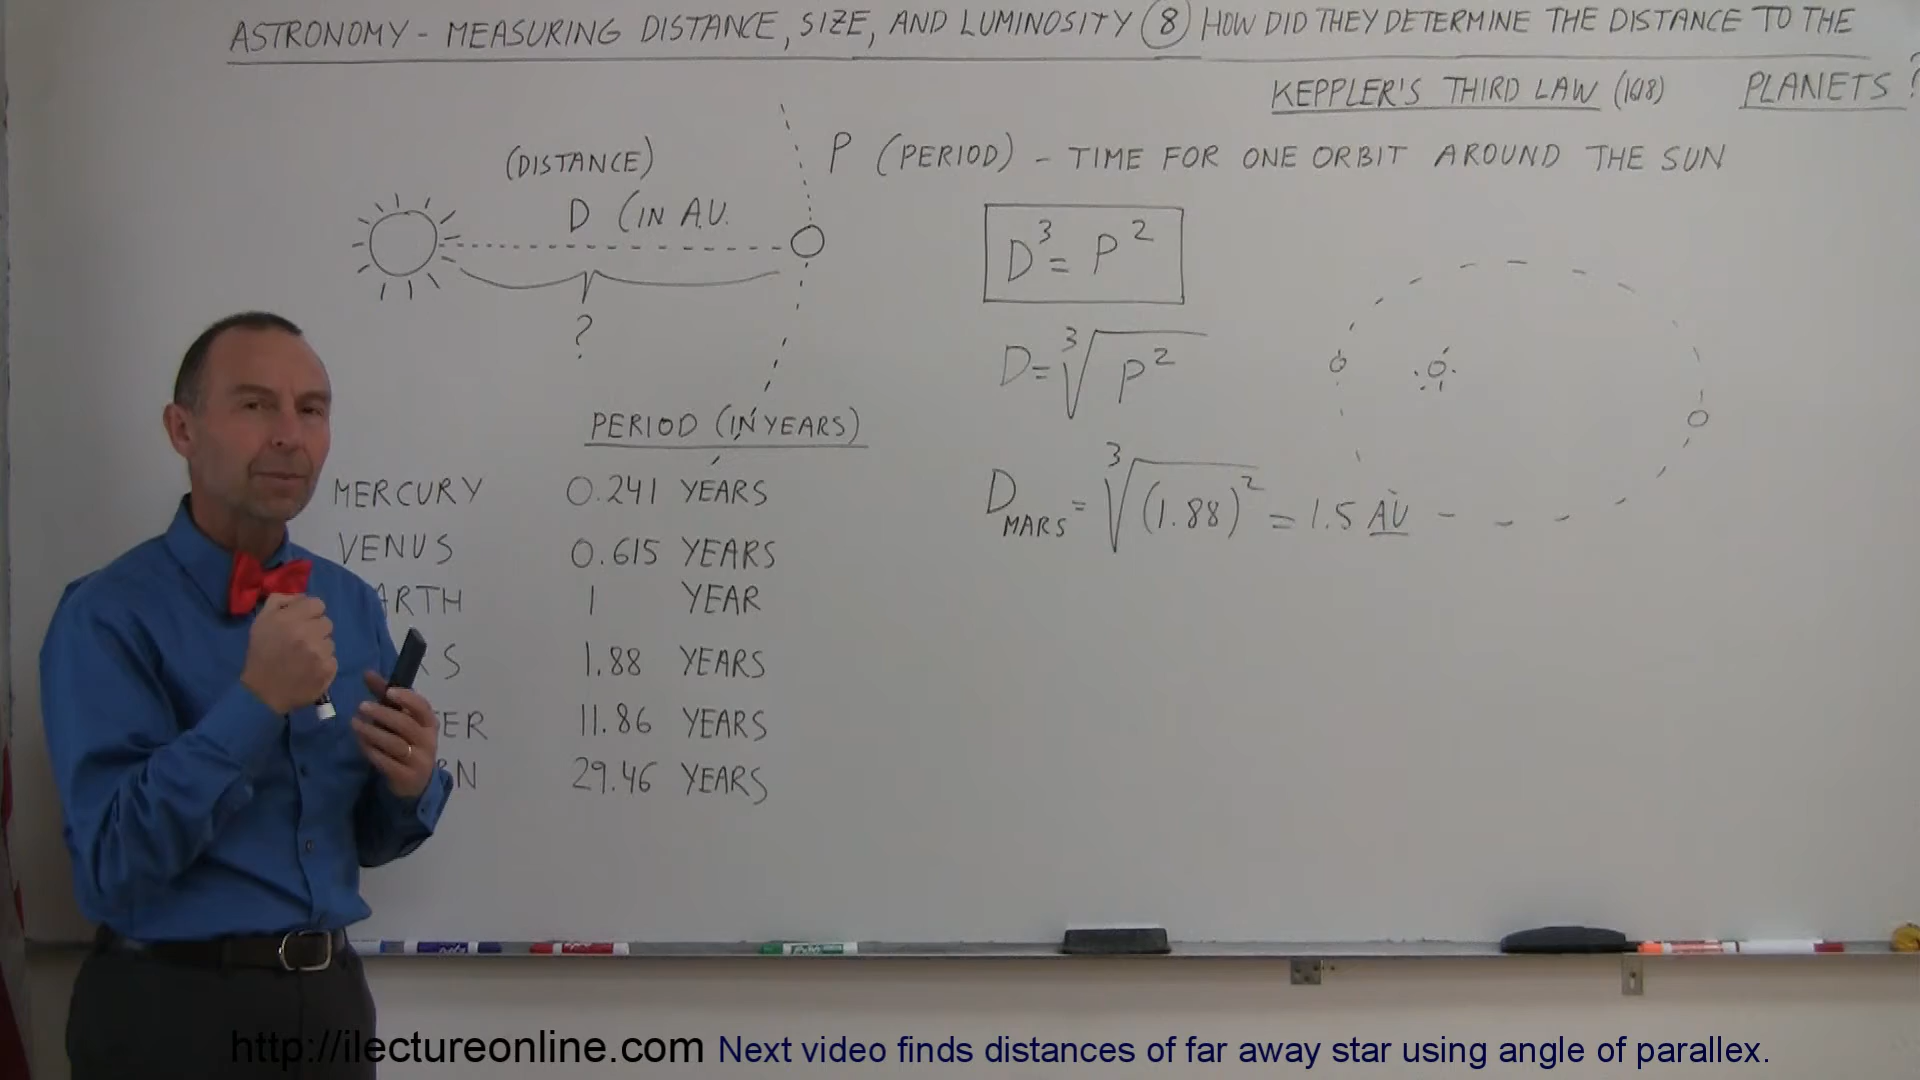 ASTRONOMY - MEASURING DISTANCE, SIZE, AND LUMINOSITY 8 HOW DID THEY DETERMINE THE DISTANCE TO THE
PLANETS ?
KEPPLER'S THIRD LAW (1618)
(DISTANCE)
D (IN A.U.
?
P (PERIOD) - TIME FOR ONE ORBIT AROUND THE SUN
D³ = P²
D = ∛P²
D MARS = ∛(1.88)² = 1.5 AU
PERIOD (IN YEARS)
MERCURY 0.241 YEARS
VENUS 0.615 YEARS
ARTH 1 YEAR
S 1.88 YEARS
ER 11.86 YEARS
N 29.46 YEARS
http://ilectureonline.com Next video finds distances of far away star using angle of parallex.